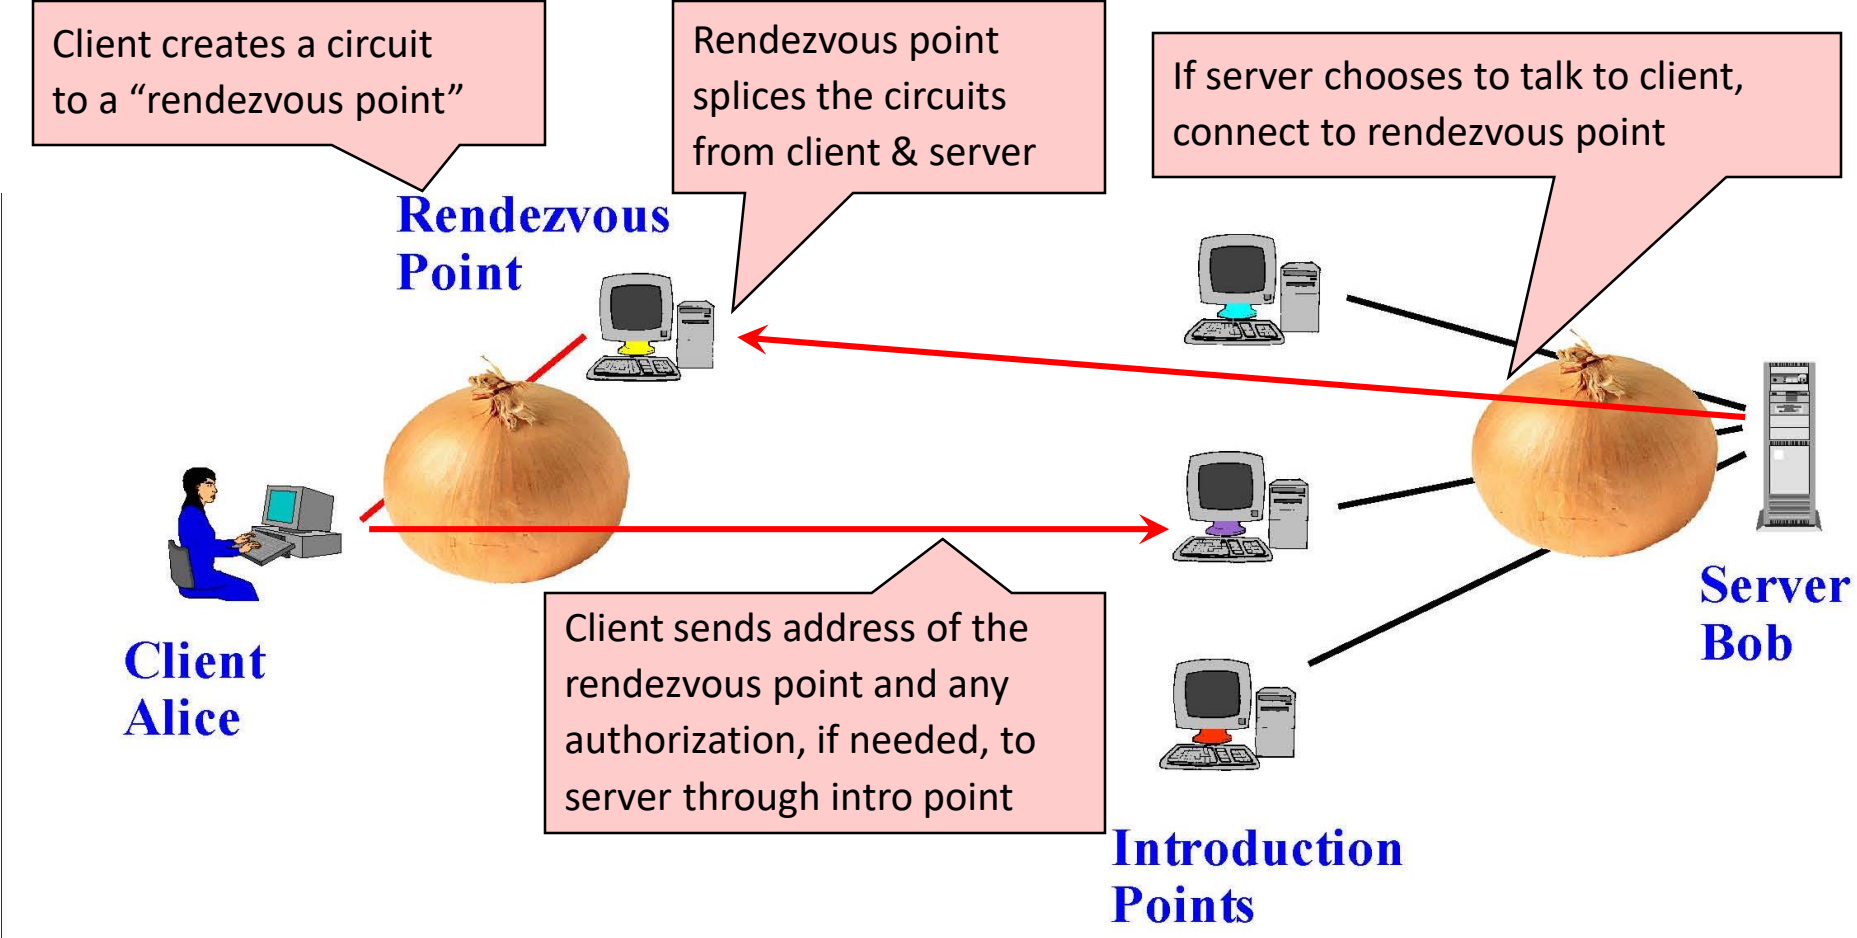 Client creates a circuit
to a “rendezvous point”
Rendezvous point
splices the circuits
from client & server
If server chooses to talk to client,
connect to rendezvous point
Rendezvous
Point
Client
Alice
Client sends address of the
rendezvous point and any
authorization, if needed, to
server through intro point
Server
Bob
Introduction
Points